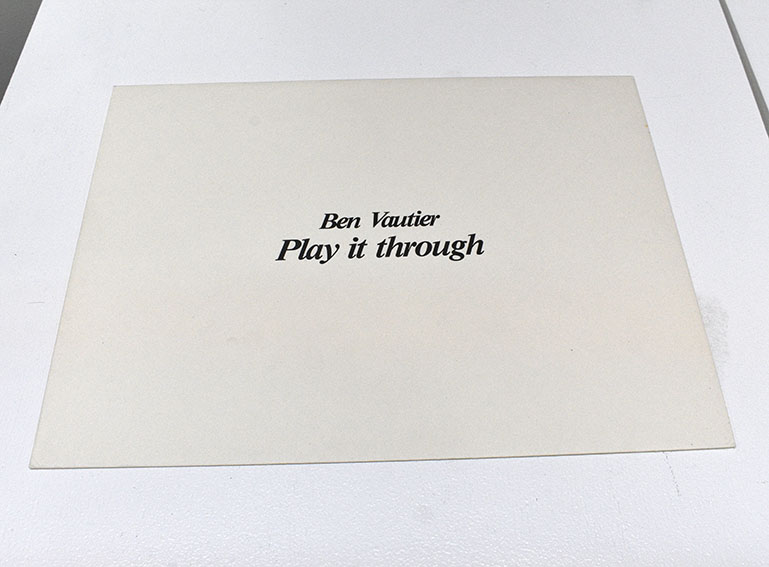 Ben Vautier
Play it through